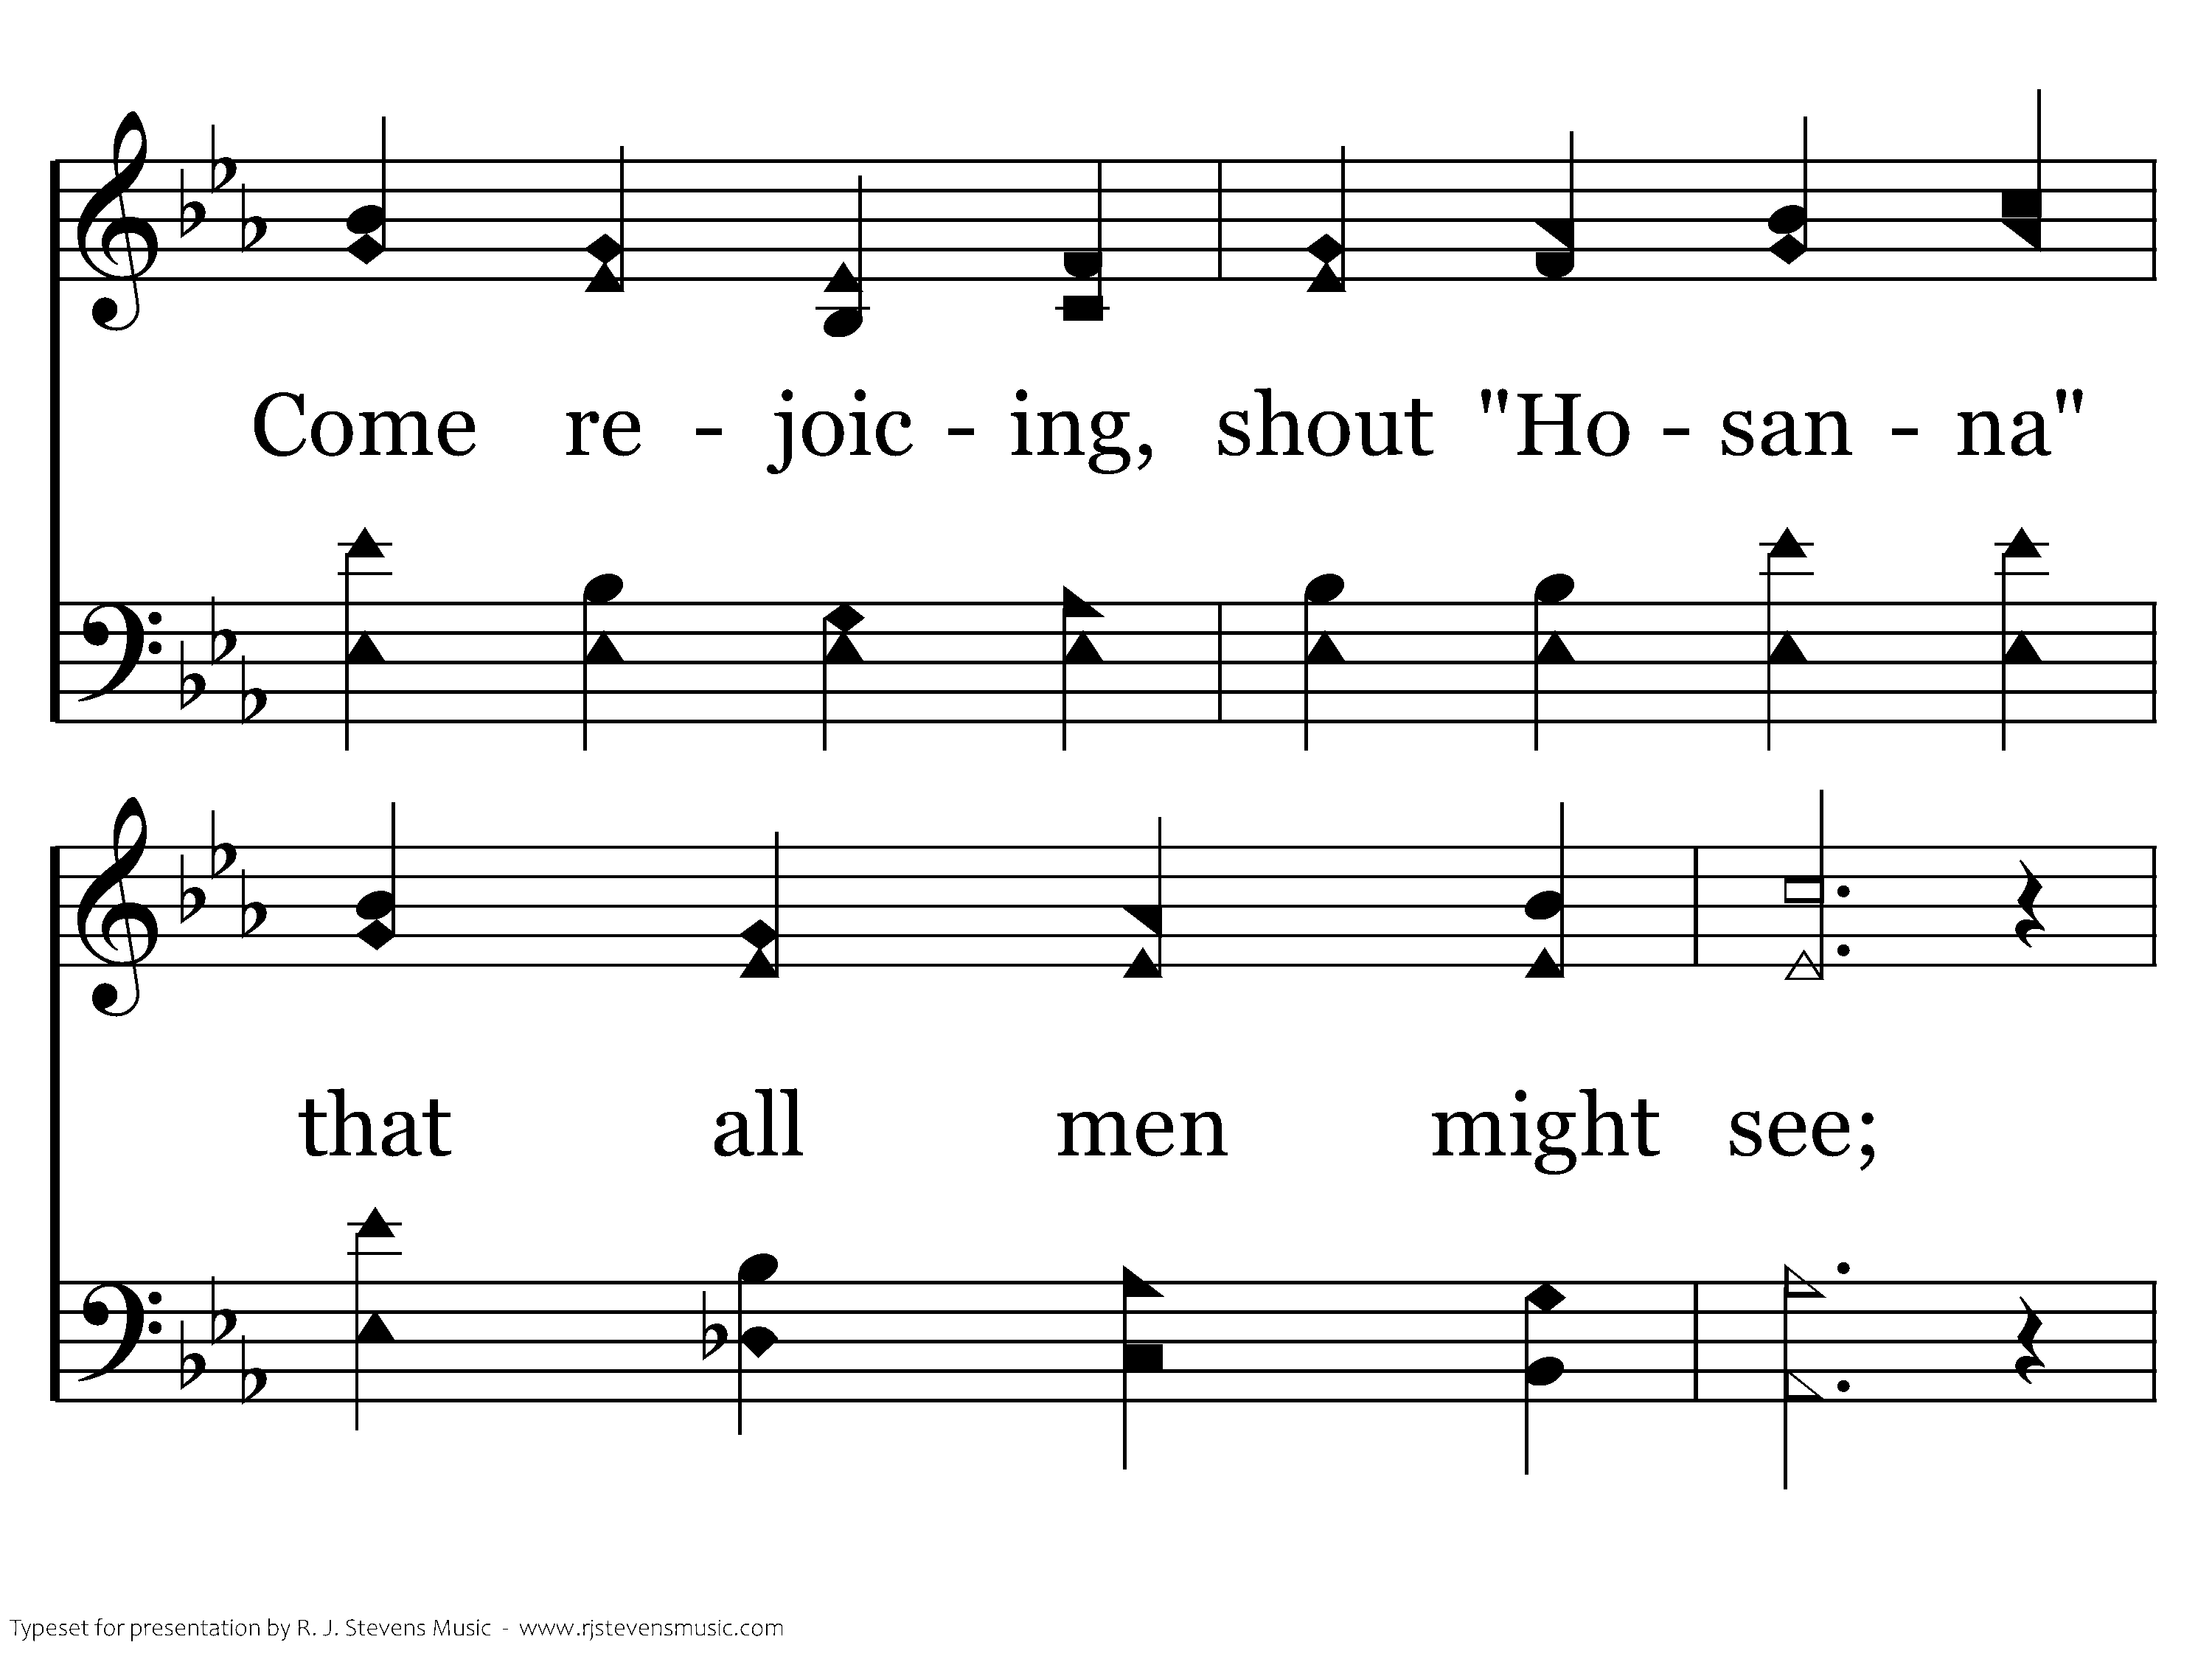 Come re - joic - ing, shout "Ho - san - na"
that all men might see;
Typeset for presentation by R. J. Stevens Music - www.rjstevensmusic.com